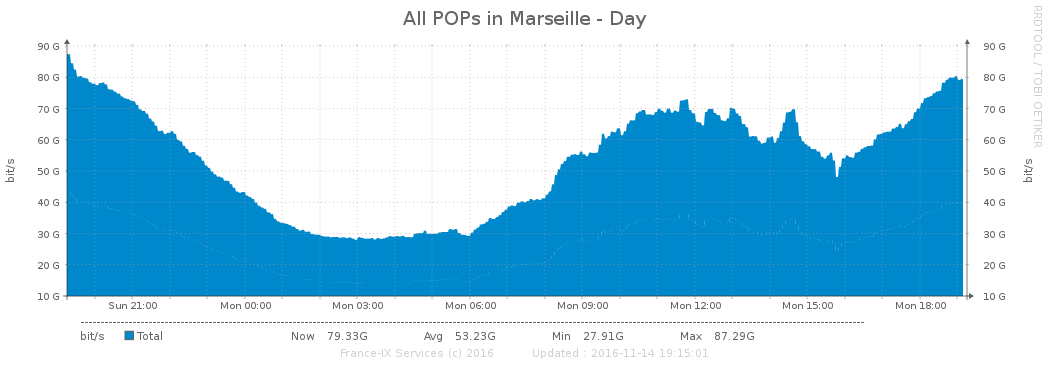 All POPs in Marseille - Day
RRDTOOL / TOBI OETIKER
bit/s
90 G
80 G
70 G
60 G
50 G
40 G
30 G
20 G
10 G
90 G
80 G
70 G
60 G
50 G
40 G
30 G
20 G
10 G
bit/s
Sun 21:00 Mon 00:00 Mon 03:00 Mon 06:00 Mon 09:00 Mon 12:00 Mon 15:00 Mon 18:00
bit/s Total Now 79.33G Avg 53.23G Min 27.91G Max 87.29G
France-IX Services (c) 2016 Updated : 2016-11-14 19:15:01